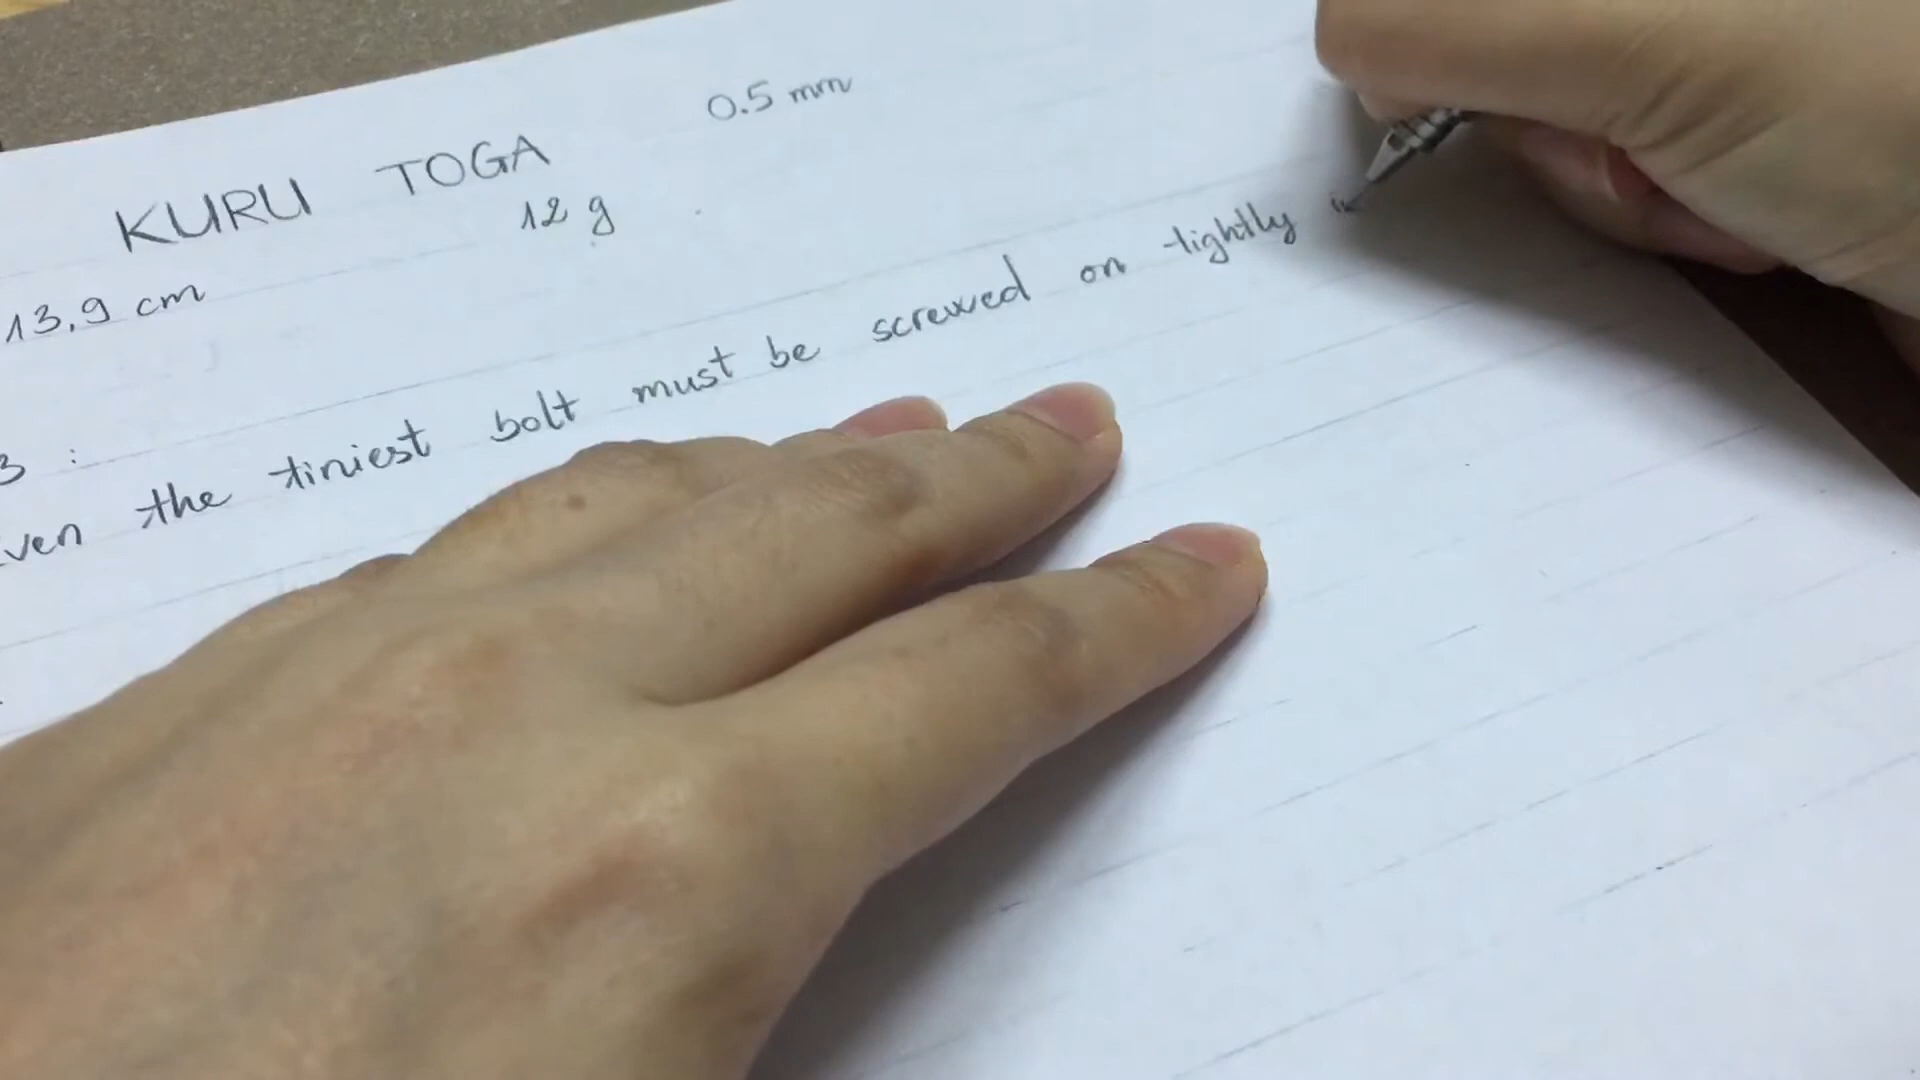 0.5 mm
KURU TOGA
12 g
13,9 cm
3 :
ven the tiniest bolt must be screwed on tightly